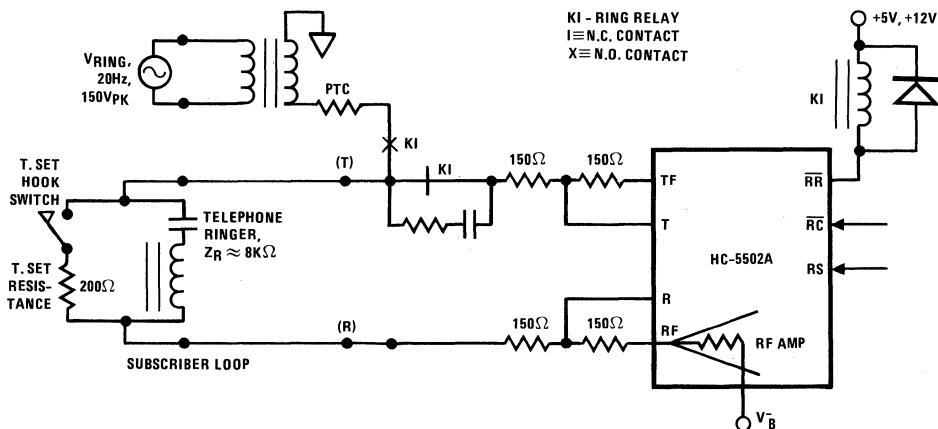 KI - RING RELAY
I≡N.C. CONTACT
X≡N.O. CONTACT
+5V, +12V
VRING,
20Hz,
150VPK
PTC
KI
KI
KI
T. SET
HOOK
SWITCH
(T)
150Ω
150Ω
TF
RR
TELEPHONE
RINGER,
ZR ≈ 8KΩ
T
RC
HC-5502A
RS
T. SET
RESIS-
TANCE
200Ω
R
(R)
150Ω
150Ω
RF
RF AMP
SUBSCRIBER LOOP
V-B